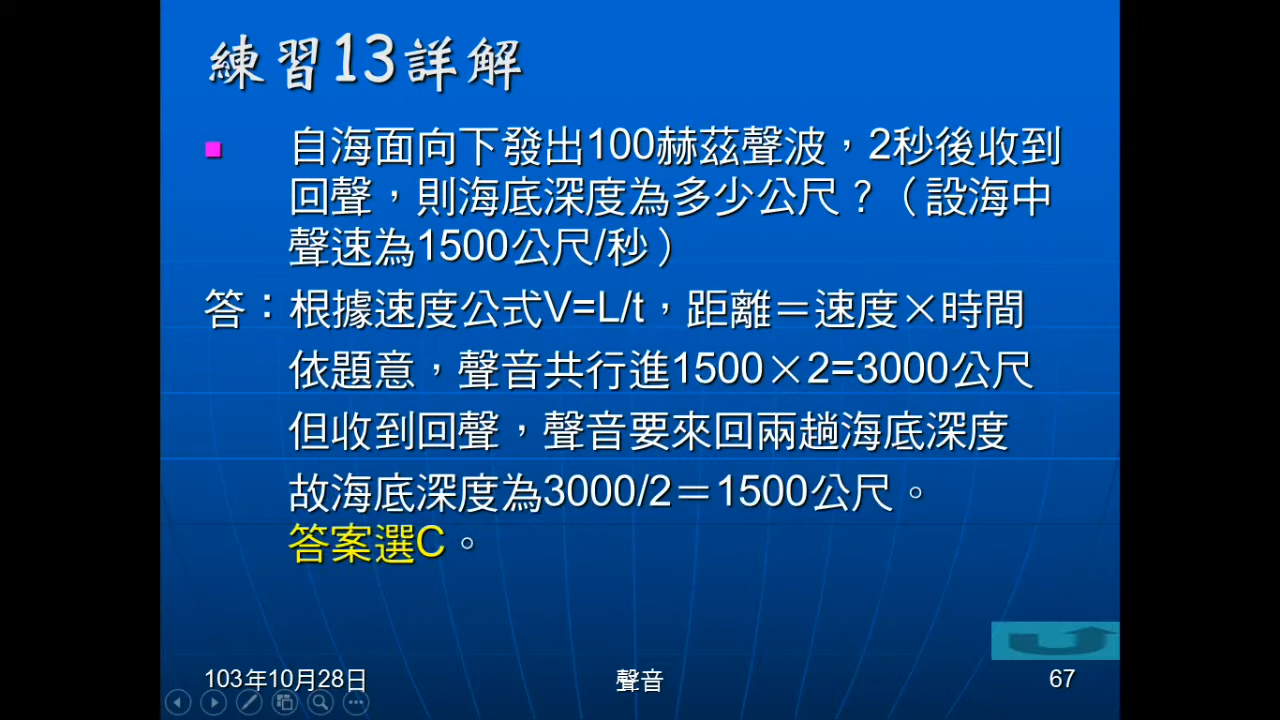 練習13詳解
自海面向下發出100赫茲聲波，2秒後收到
回聲，則海底深度為多少公尺？（設海中
聲速為1500公尺/秒）
答：根據速度公式V=L/t，距離＝速度×時間
依題意，聲音共行進1500×2=3000公尺
但收到回聲，聲音要來回兩趟海底深度
故海底深度為3000/2＝1500公尺。
答案選C。
103年10月28日
聲音
67